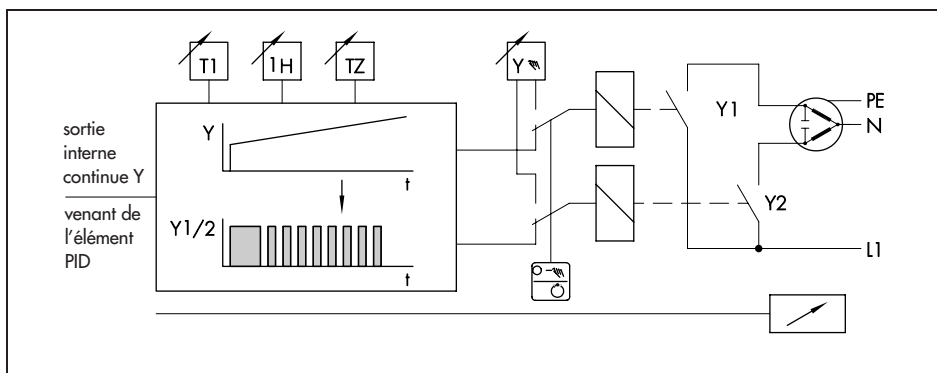 T1
1H
TZ
Y
PE
N
Y1
Y
t
sortie
interne
continue Y
venant de
l'élément
PID
Y1/2
t
Y2
L1